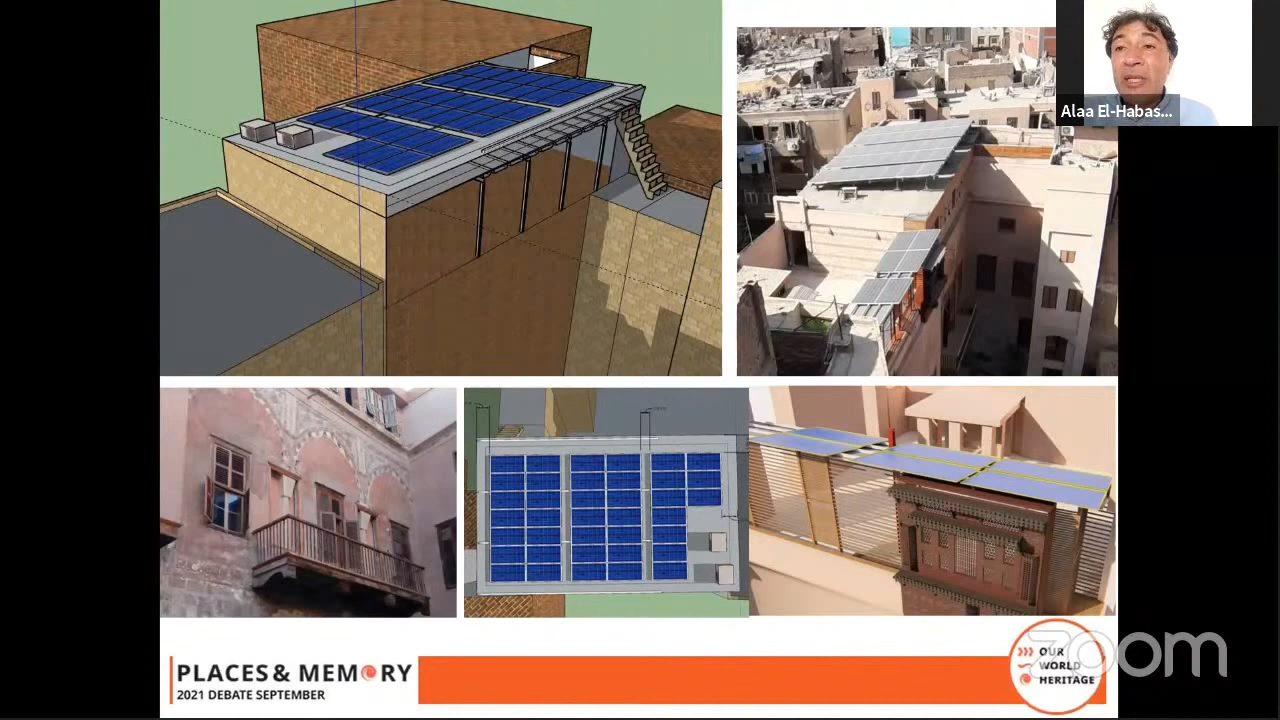 Alaa El-Habas...
PLACES & MEMORY
2021 DEBATE SEPTEMBER
OUR
WORLD
HERITAGE
zoom